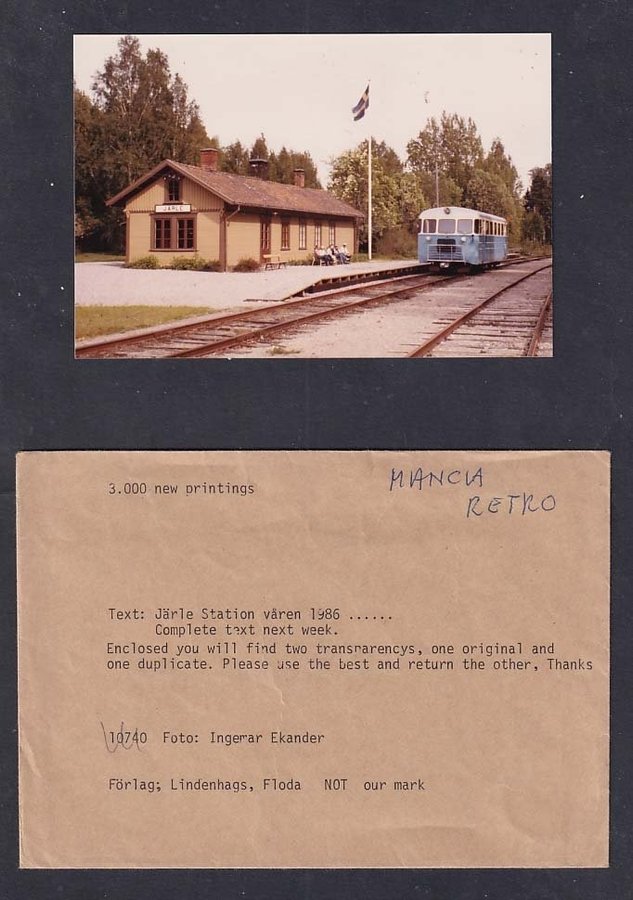 JÄRLE
3.000 new printings
MANCIA
RETRO
Text: Järle Station våren 1986 ......
Complete text next week.
Enclosed you will find two transparencys, one original and
one duplicate. Please use the best and return the other, Thanks
10740 Foto: Ingemar Ekander
Förlag; Lindenhags, Floda NOT our mark